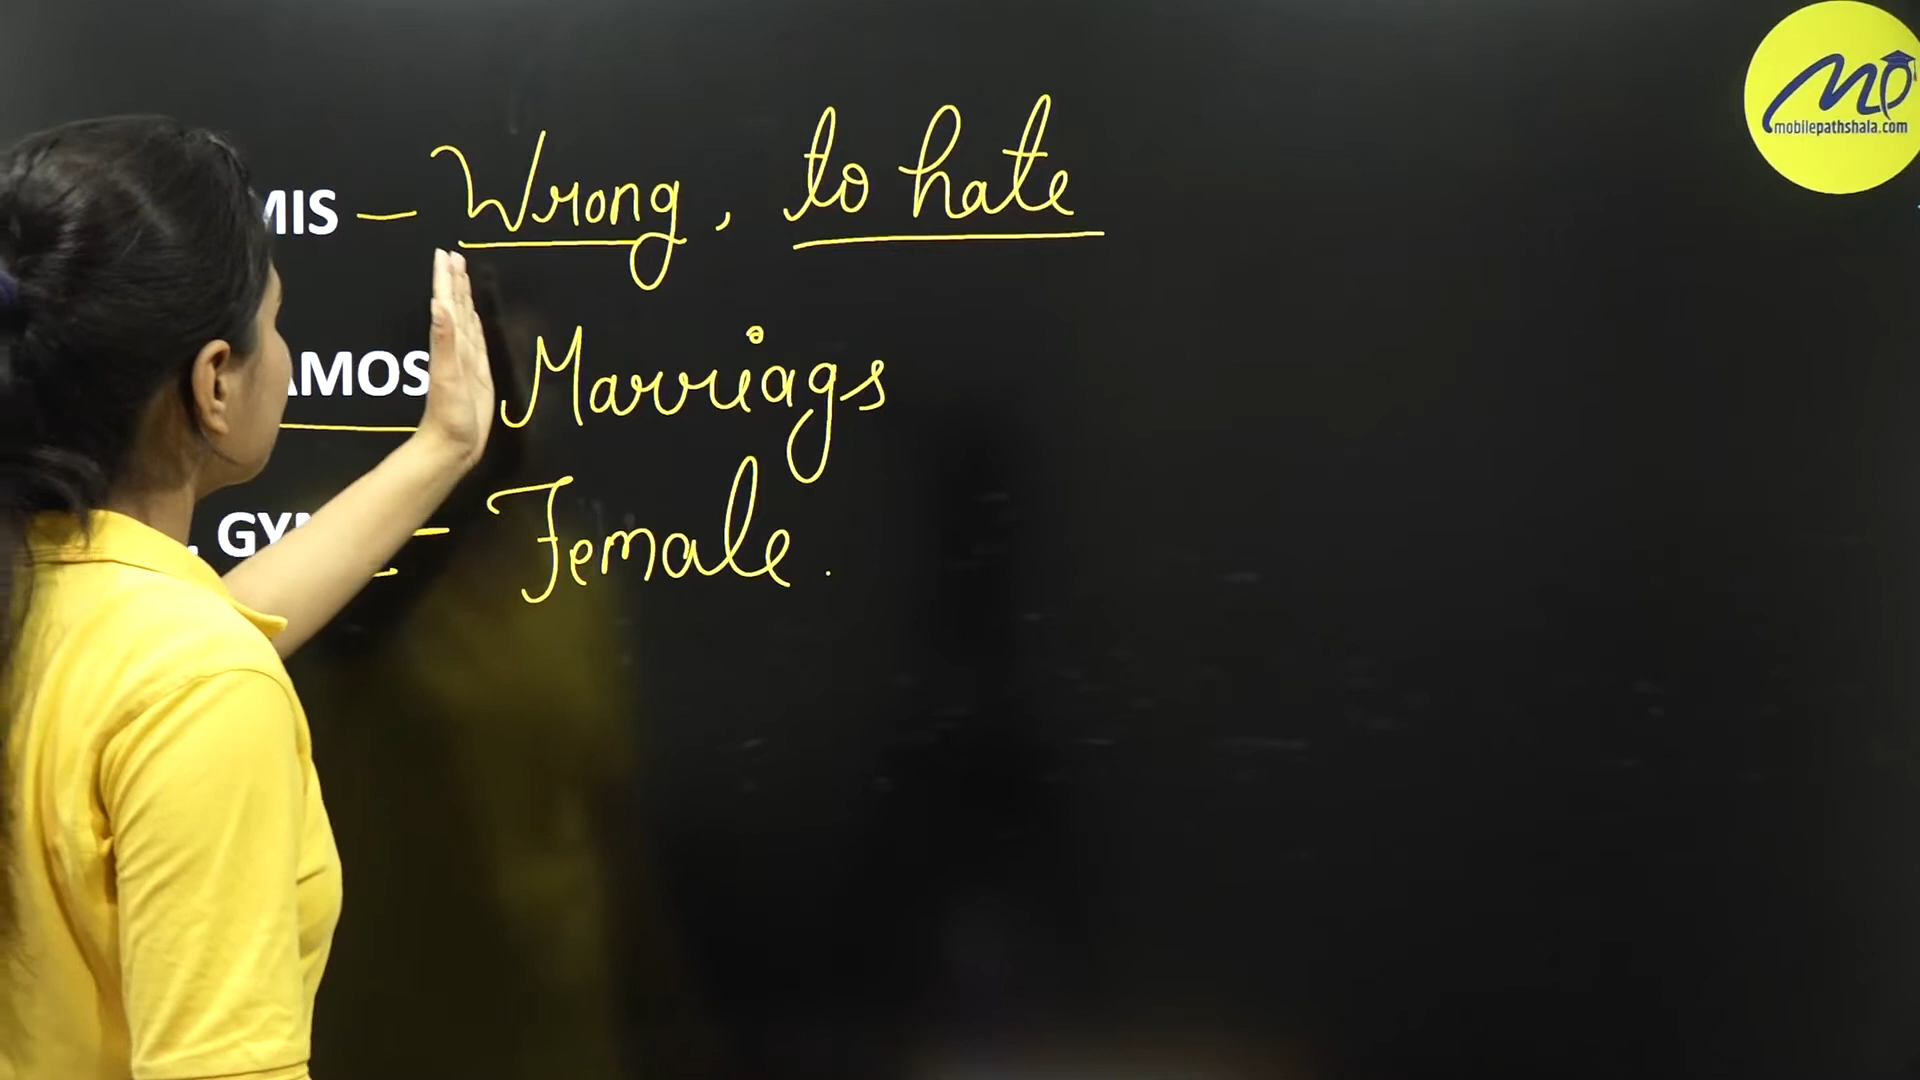 MIS — Wrong, to hate
AMOS Marriags
. GY — Female.
mobilepathshala.com